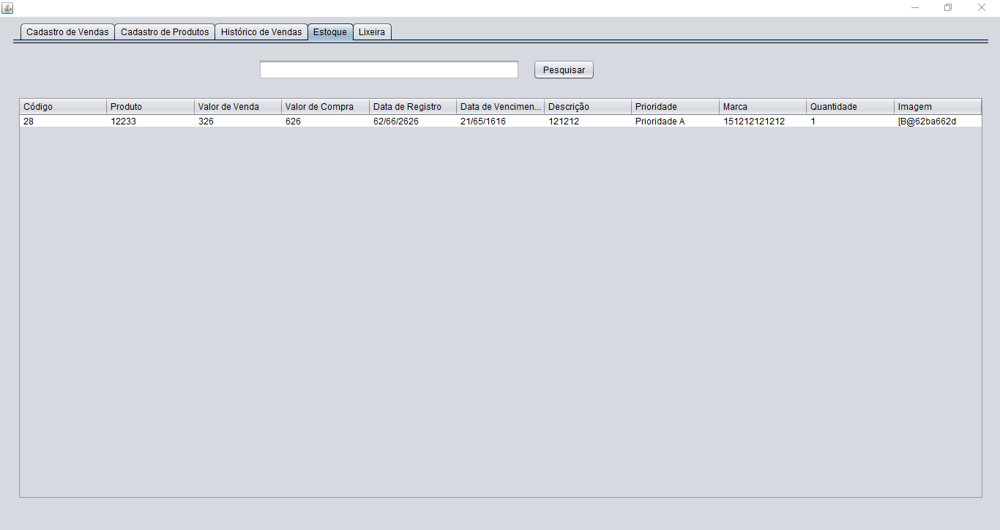 Cadastro de Vendas Cadastro de Produtos Histórico de Vendas Estoque Lixeira
Pesquisar
Código Produto Valor de Venda Valor de Compra Data de Registro Data de Vencimen... Descrição Prioridade Marca Quantidade Imagem
28 12233 326 626 62/66/2626 21/65/1616 121212 Prioridade A 151212121212 1 [B@62ba662d